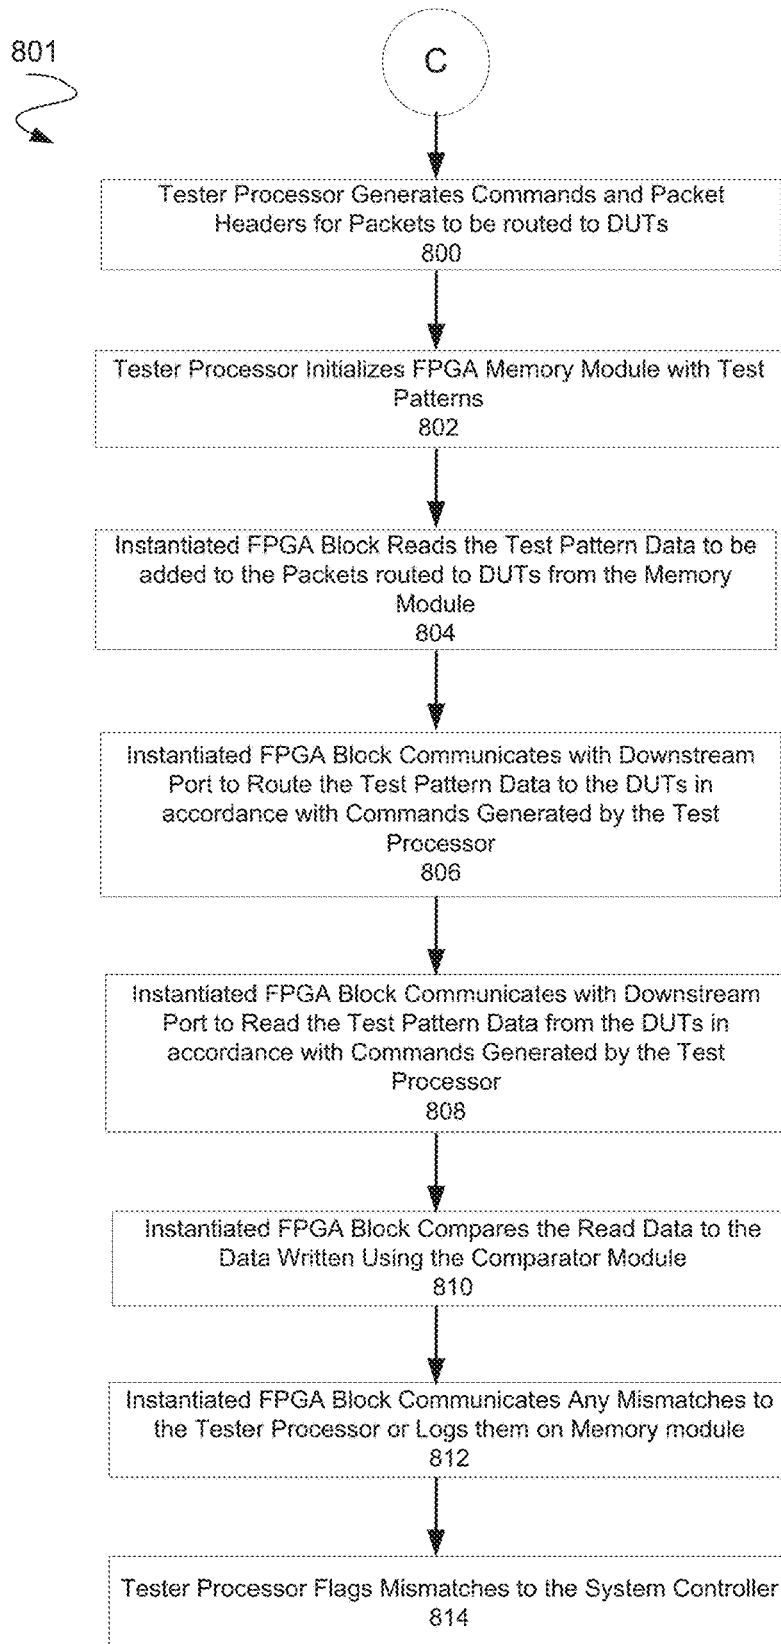 801
C
Tester Processor Generates Commands and Packet
Headers for Packets to be routed to DUTs
800
Tester Processor Initializes FPGA Memory Module with Test
Patterns
802
Instantiated FPGA Block Reads the Test Pattern Data to be
added to the Packets routed to DUTs from the Memory
Module
804
Instantiated FPGA Block Communicates with Downstream
Port to Route the Test Pattern Data to the DUTs in
accordance with Commands Generated by the Test
Processor
806
Instantiated FPGA Block Communicates with Downstream
Port to Read the Test Pattern Data from the DUTs in
accordance with Commands Generated by the Test
Processor
808
Instantiated FPGA Block Compares the Read Data to the
Data Written Using the Comparator Module
810
Instantiated FPGA Block Communicates Any Mismatches to
the Tester Processor or Logs them on Memory module
812
Tester Processor Flags Mismatches to the System Controller
814